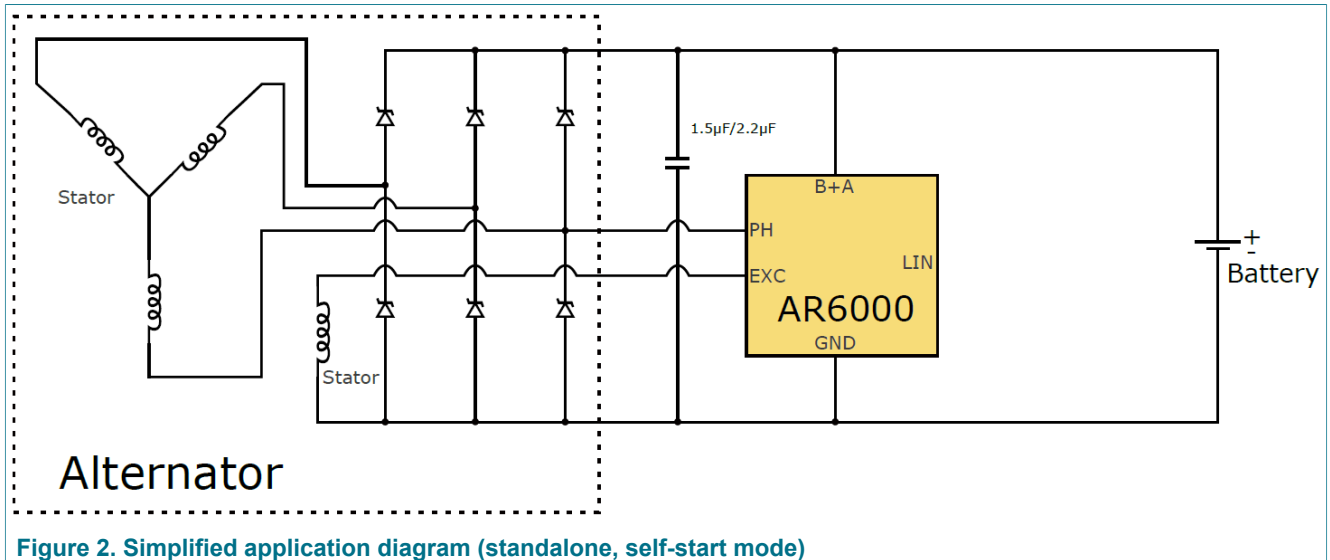 1.5µF/2.2µF
Stator
B+A
PH
LIN
EXC
+
-
Battery
AR6000
GND
Stator
Alternator
Figure 2. Simplified application diagram (standalone, self-start mode)